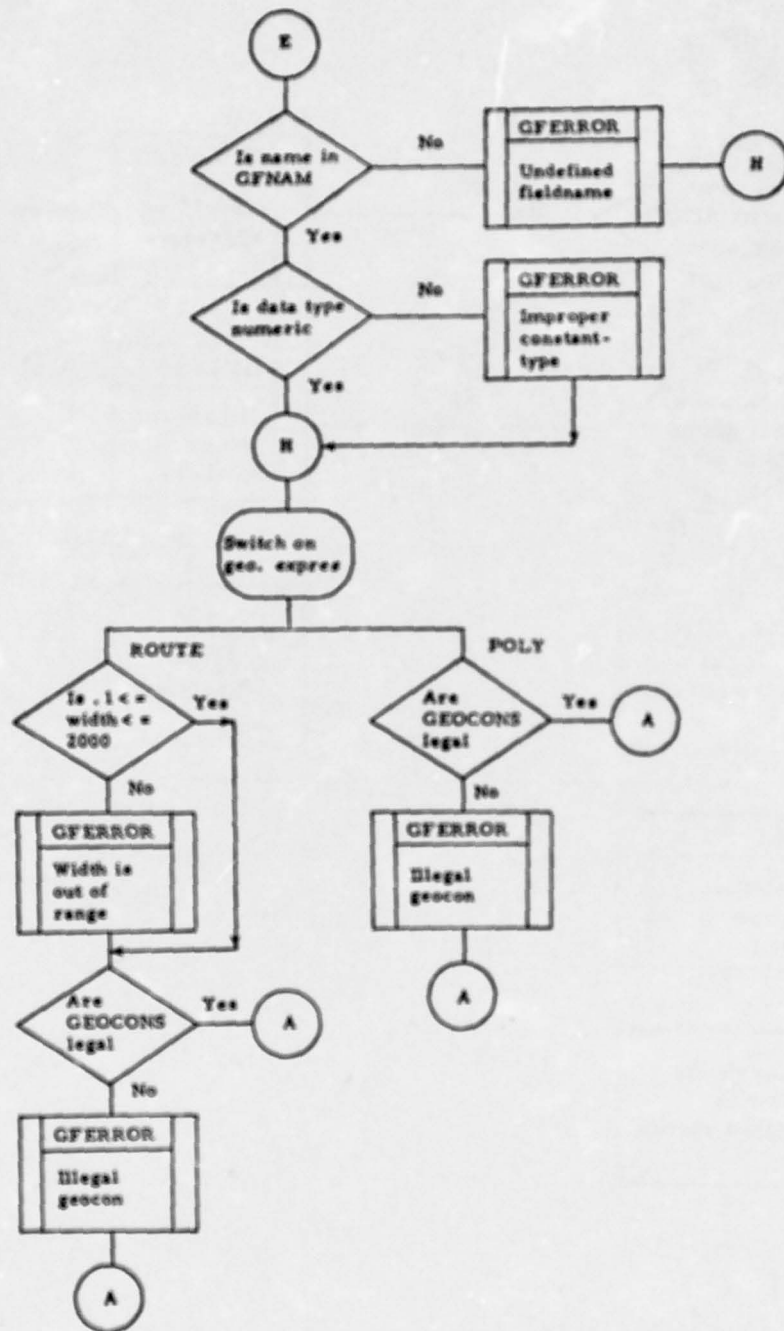 E
Is name in
GFNAM
No
GFERROR
Undefined
fieldname
H
Yes
Is data type
numeric
No
GFERROR
Improper
constant-
type
Yes
H
Switch on
geo. expres
ROUTE
POLY
Is .1 < =
width < =
2000
Yes
Are
GEOCONS
legal
Yes
A
No
GFERROR
Width is
out of
range
No
GFERROR
Illegal
geocon
A
Are
GEOCONS
legal
Yes
A
No
GFERROR
Illegal
geocon
A